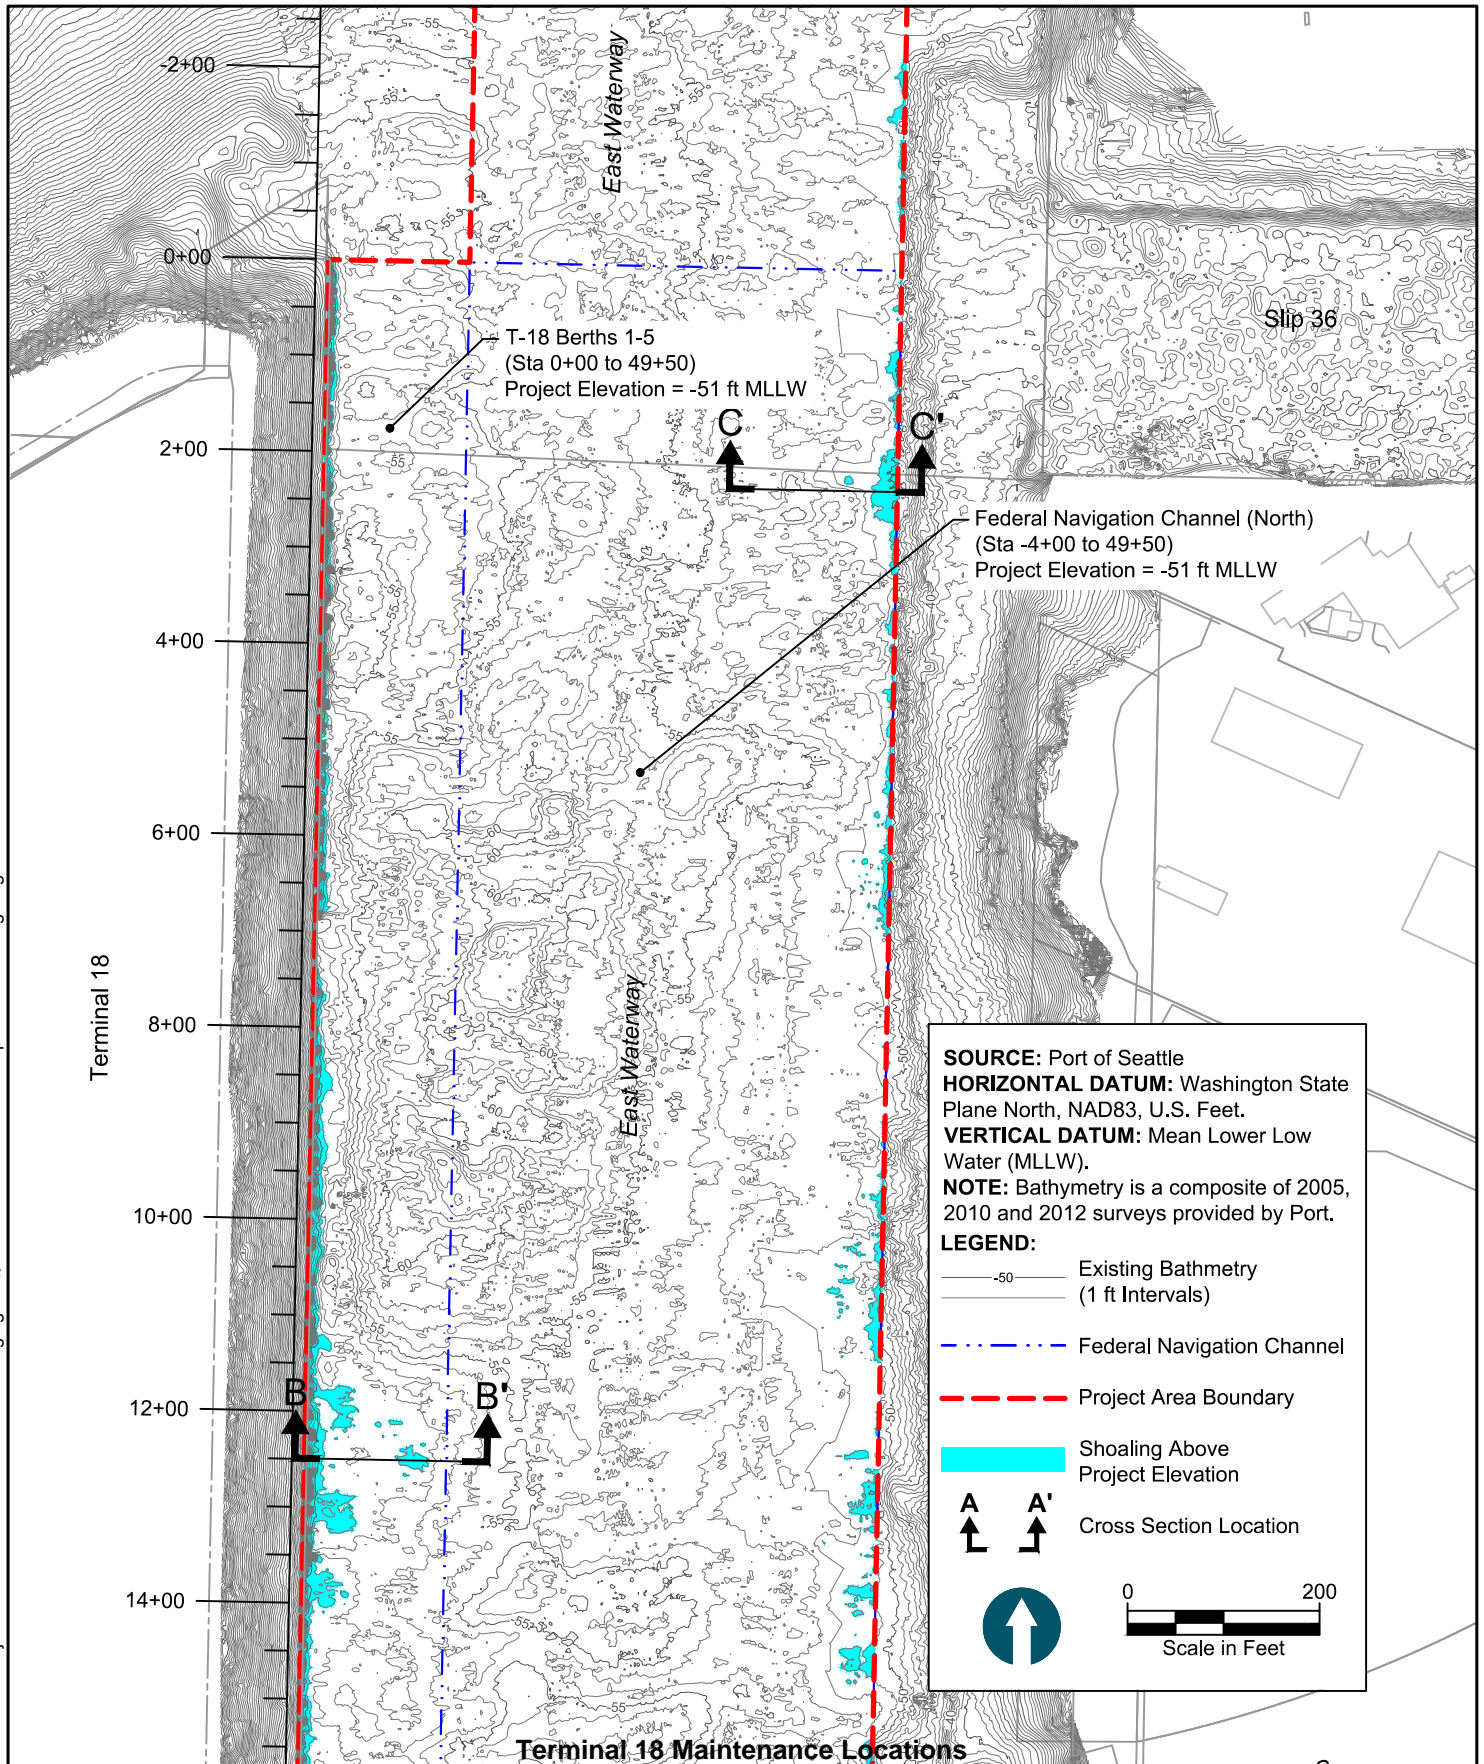 -2+00
East Waterway
0+00
Slip 36
T-18 Berths 1-5
(Sta 0+00 to 49+50)
Project Elevation = -51 ft MLLW
C
C'
2+00
Federal Navigation Channel (North)
(Sta -4+00 to 49+50)
Project Elevation = -51 ft MLLW
4+00
6+00
Terminal 18
East Waterway
8+00
10+00
B
B'
12+00
14+00
SOURCE: Port of Seattle
HORIZONTAL DATUM: Washington State
Plane North, NAD83, U.S. Feet.
VERTICAL DATUM: Mean Lower Low
Water (MLLW).
NOTE: Bathymetry is a composite of 2005,
2010 and 2012 surveys provided by Port.
LEGEND:
-50
Existing Bathmetry
(1 ft Intervals)
Federal Navigation Channel
Project Area Boundary
Shoaling Above
Project Elevation
A
A'
Cross Section Location
0
200
Scale in Feet
Terminal 18 Maintenance Locations